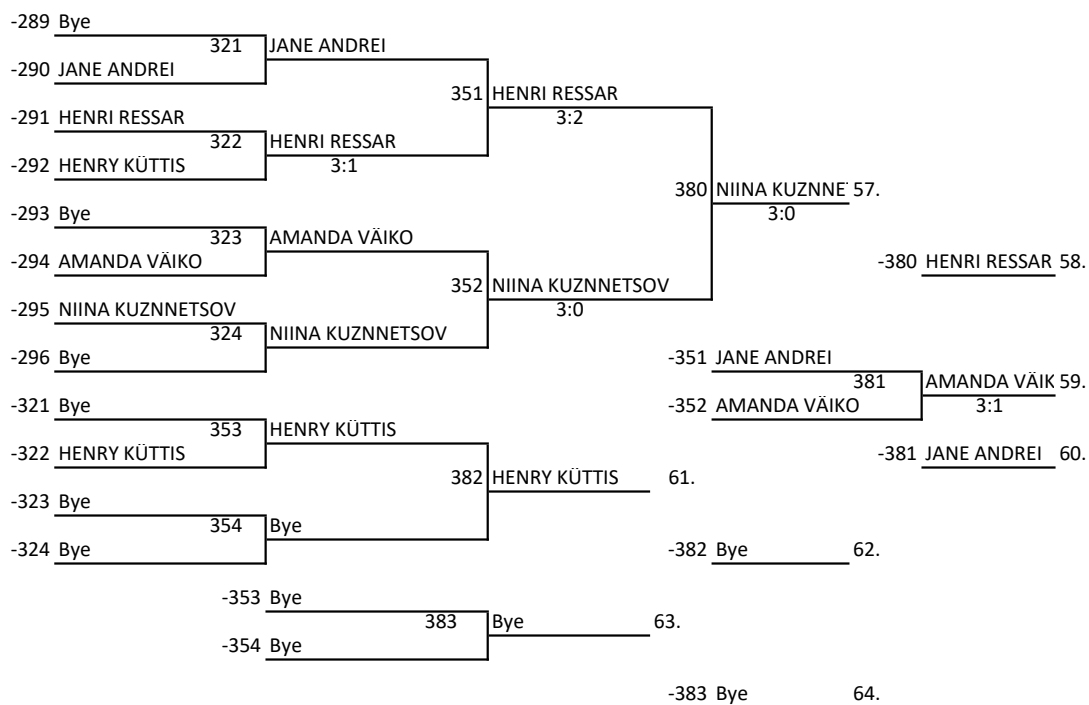 -289 Bye
321 JANE ANDREI
-290 JANE ANDREI
351 HENRI RESSAR
-291 HENRI RESSAR
3:2
322 HENRI RESSAR
-292 HENRY KÜTTIS
3:1
380 NIINA KUZNNE 57.
-293 Bye
3:0
323 AMANDA VÄIKO
-294 AMANDA VÄIKO
-380 HENRI RESSAR 58.
352 NIINA KUZNNETSOV
-295 NIINA KUZNNETSOV
3:0
324 NIINA KUZNNETSOV
-296 Bye
-351 JANE ANDREI
381 AMANDA VÄIK 59.
-321 Bye
-352 AMANDA VÄIKO
3:1
353 HENRY KÜTTIS
-322 HENRY KÜTTIS
-381 JANE ANDREI 60.
382 HENRY KÜTTIS 61.
-323 Bye
354 Bye
-324 Bye
-382 Bye 62.
-353 Bye
383 Bye 63.
-354 Bye
-383 Bye 64.